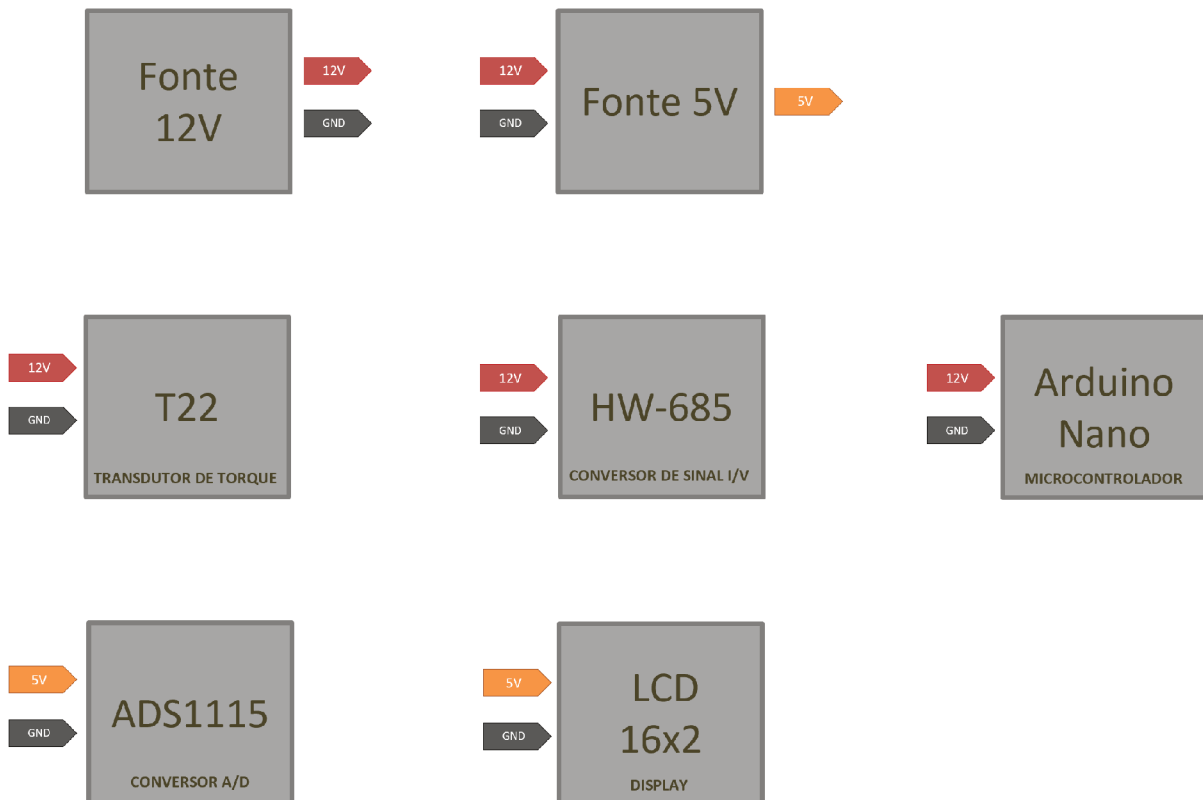 Fonte
12V
12V
GND
12V
GND
Fonte 5V
5V
12V
GND
T22
TRANSDUTOR DE TORQUE
12V
GND
HW-685
CONVERSOR DE SINAL I/V
12V
GND
Arduino
Nano
MICROCONTROLADOR
5V
GND
ADS1115
CONVERSOR A/D
5V
GND
LCD
16x2
DISPLAY